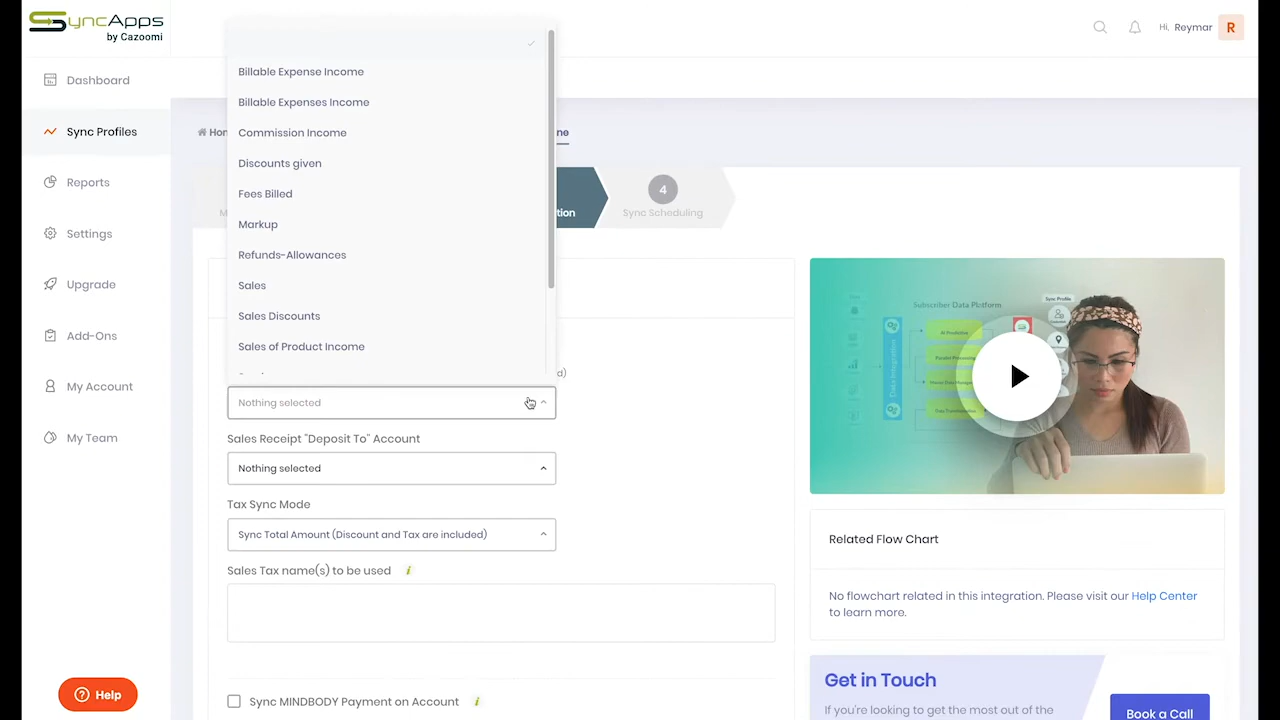 SyncApps
by Cazoomi
Hi, Reymar
R
Dashboard
Sync Profiles
Reports
Settings
Upgrade
Add-Ons
My Account
My Team
Help
Billable Expense Income
Billable Expenses Income
Commission Income
Discounts given
Fees Billed
Markup
Refunds-Allowances
Sales
Sales Discounts
Sales of Product Income
4
Sync Scheduling
Nothing selected
Sales Receipt "Deposit To" Account
Nothing selected
Tax Sync Mode
Sync Total Amount (Discount and Tax are included)
Sales Tax name(s) to be used
Sync MINDBODY Payment on Account
Subscriber Data Platform
Sync Profile
Data Integration
Related Flow Chart
No flowchart related in this integration. Please visit our Help Center
to learn more.
Get in Touch
If you're looking to get the most out of the
Book a Call